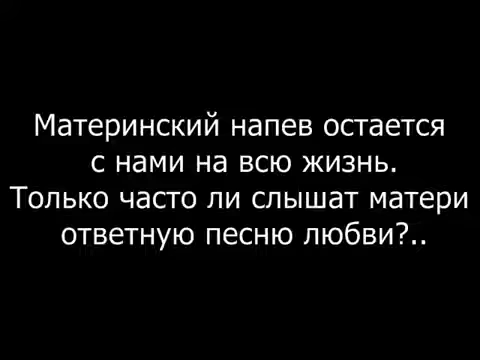 Материнский напев остается
с нами на всю жизнь.
Только часто ли слышат матери
ответную песню любви?..